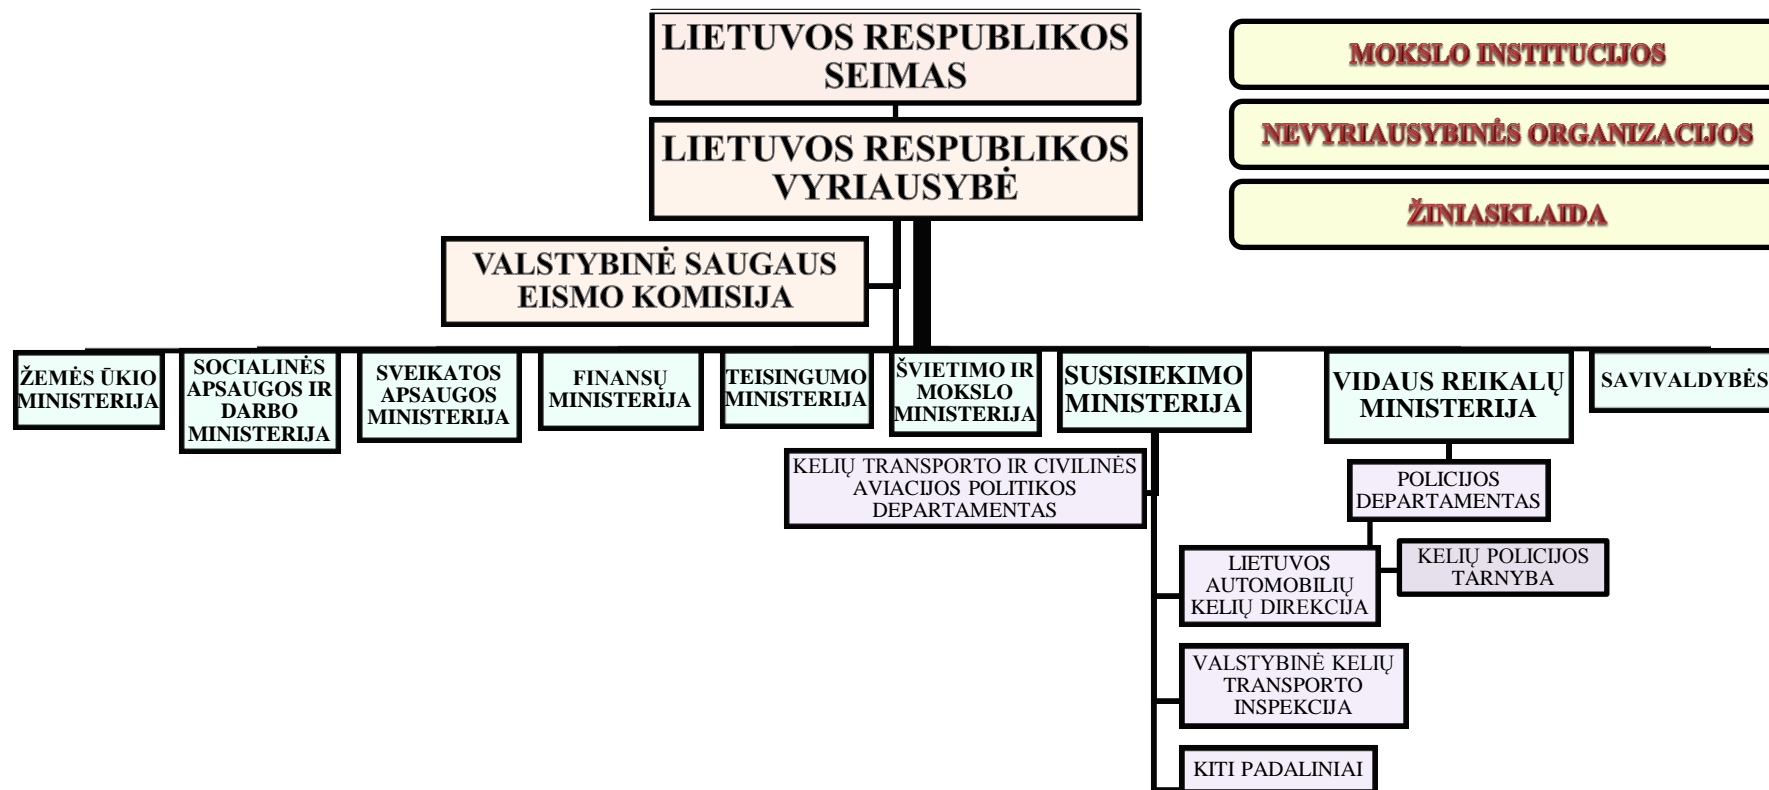 LIETUVOS RESPUBLIKOS
SEIMAS
MOKSLO INSTITUCIJOS
NEVYRIAUSYBINĖS ORGANIZACIJOS
ŽINIASKLAIDA
LIETUVOS RESPUBLIKOS
VYRIAUSYBĖ
VALSTYBINĖ SAUGAUS
EISMO KOMISIJA
ŽEMĖS ŪKIO
MINISTERIJA
SOCIALINĖS
APSAUGOS IR
DARBO
MINISTERIJA
SVEIKATOS
APSAUGOS
MINISTERIJA
FINANSŲ
MINISTERIJA
TEISINGUMO
MINISTERIJA
ŠVIETIMO IR
MOKSLO
MINISTERIJA
SUSISIEKIMO
MINISTERIJA
VIDAUS REIKALŲ
MINISTERIJA
SAVIVALDYBĖS
KELIŲ TRANSPORTO IR CIVILINĖS
AVIACIJOS POLITIKOS
DEPARTAMENTAS
POLICIJOS
DEPARTAMENTAS
LIETUVOS
AUTOMOBILIŲ
KELIŲ DIREKCIJA
KELIŲ POLICIJOS
TARNYBA
VALSTYBINĖ KELIŲ
TRANSPORTO
INSPEKCIJA
KITI PADALINIAI